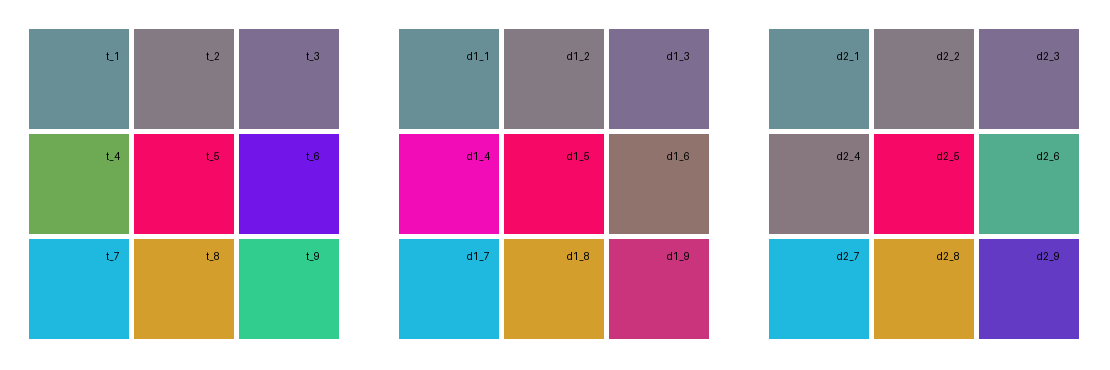 t_1 t_2 t_3 d1_1 d1_2 d1_3 d2_1 d2_2 d2_3
t_4 t_5 t_6 d1_4 d1_5 d1_6 d2_4 d2_5 d2_6
t_7 t_8 t_9 d1_7 d1_8 d1_9 d2_7 d2_8 d2_9